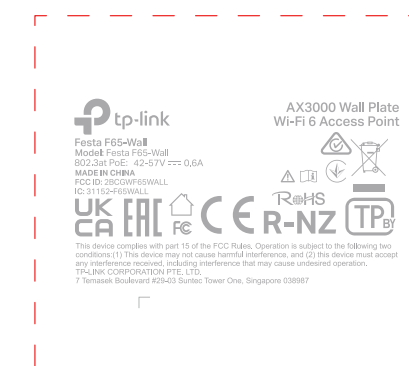 tp-link
AX3000 Wall Plate
Wi-Fi 6 Access Point
Festa F65-Wall
Model: Festa F65-Wall
802.3at PoE: 42-57V 0,6A
MADE IN CHINA
FCC ID: 2BCGWF65WALL
IC: 31152-F65WALL
UK
CA
EAC
FC
CE
RoHS
R-NZ
TP
BY
This device complies with part 15 of the FCC Rules. Operation is subject to the following two
conditions:(1) This device may not cause harmful interference, and (2) this device must accept
any interference received, including interference that may cause undesired operation.
TP-LINK CORPORATION PTE, LTD,
7 Temasek Boulevard #29-03 Suntec Tower One, Singapore 038987